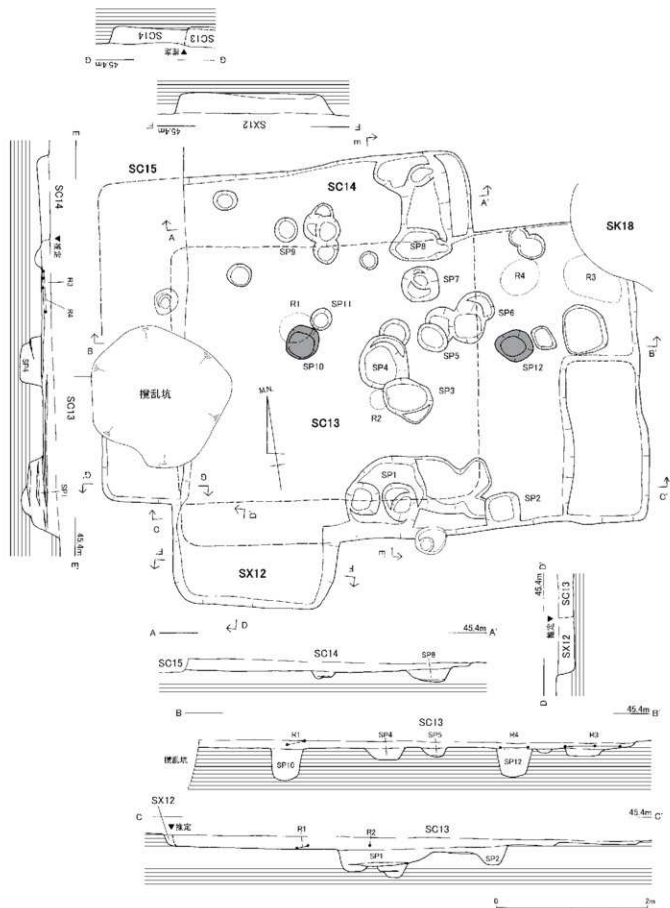 SC14
SC13
▼推定
G
45.4m
G'
F
45.4m
SX12
F'
E
SC14
▼推定
R3
R4
SP4
SC13
SP1
45.4m
E'
SC15
SC14
E
SK18
A
A'
SP9
SP8
SP7
R4
R3
R1
SP11
SP6
B
B'
SP10
SP5
SP12
撹乱坑
SP4
SP3
R2
M.N.
SC13
G'
G
SP1
SP2
C
C'
D'
F
E'
F'
SX12
D
A
45.4m
A'
SC15
SC14
SP8
45.4m
D'
SC13
▼推定
SX12
D
B
45.4m
B'
SC13
R1
SP4
SP5
R4
R3
撹乱坑
SP10
SP12
SX12
C
▼推定
45.4m
C'
R1
R2
SC13
SP1
SP2
0
2m